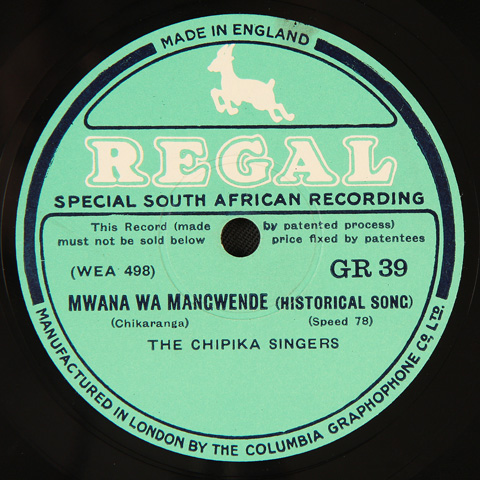 MADE IN ENGLAND
REGAL
SPECIAL SOUTH AFRICAN RECORDING
This Record (made by patented process)
must not be sold below price fixed by patentees
(WEA 498) GR 39
MWANA WA MANGWENDE (HISTORICAL SONG)
(Chikaranga) (Speed 78)
THE CHIPIKA SINGERS
MANUFACTURED IN LONDON BY THE COLUMBIA GRAPHOPHONE CO, LTD.